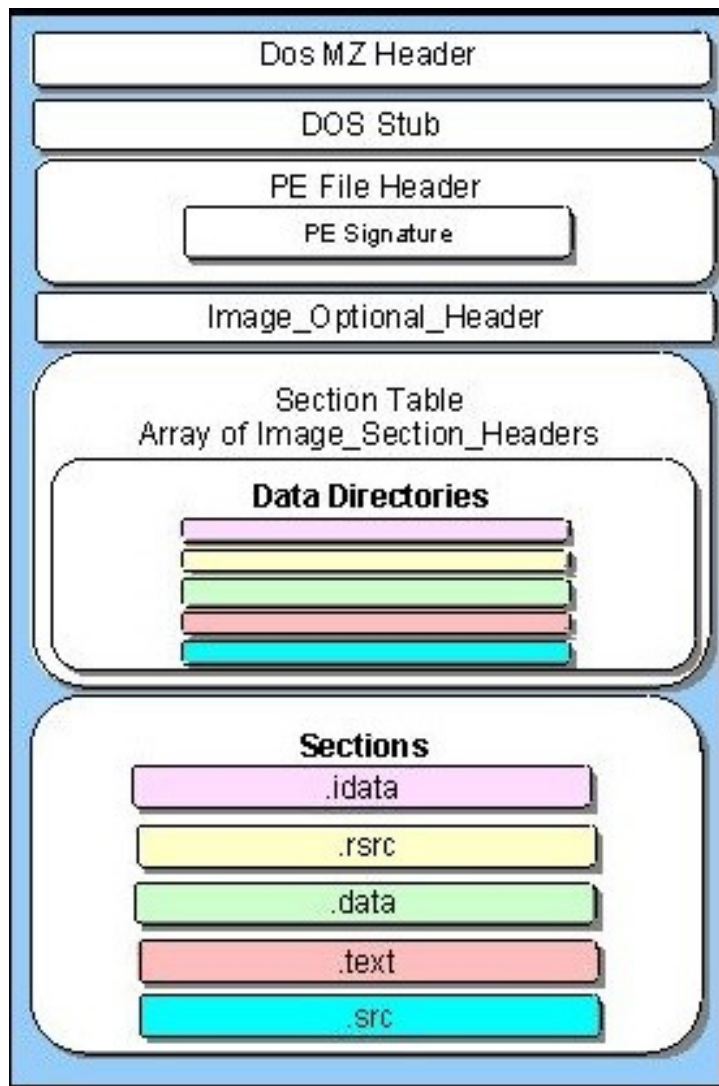 Dos MZ Header
DOS Stub
PE File Header
PE Signature
Image_Optional_Header
Section Table
Array of Image_Section_Headers
Data Directories
Sections
.idata
.rsrc
.data
.text
.src